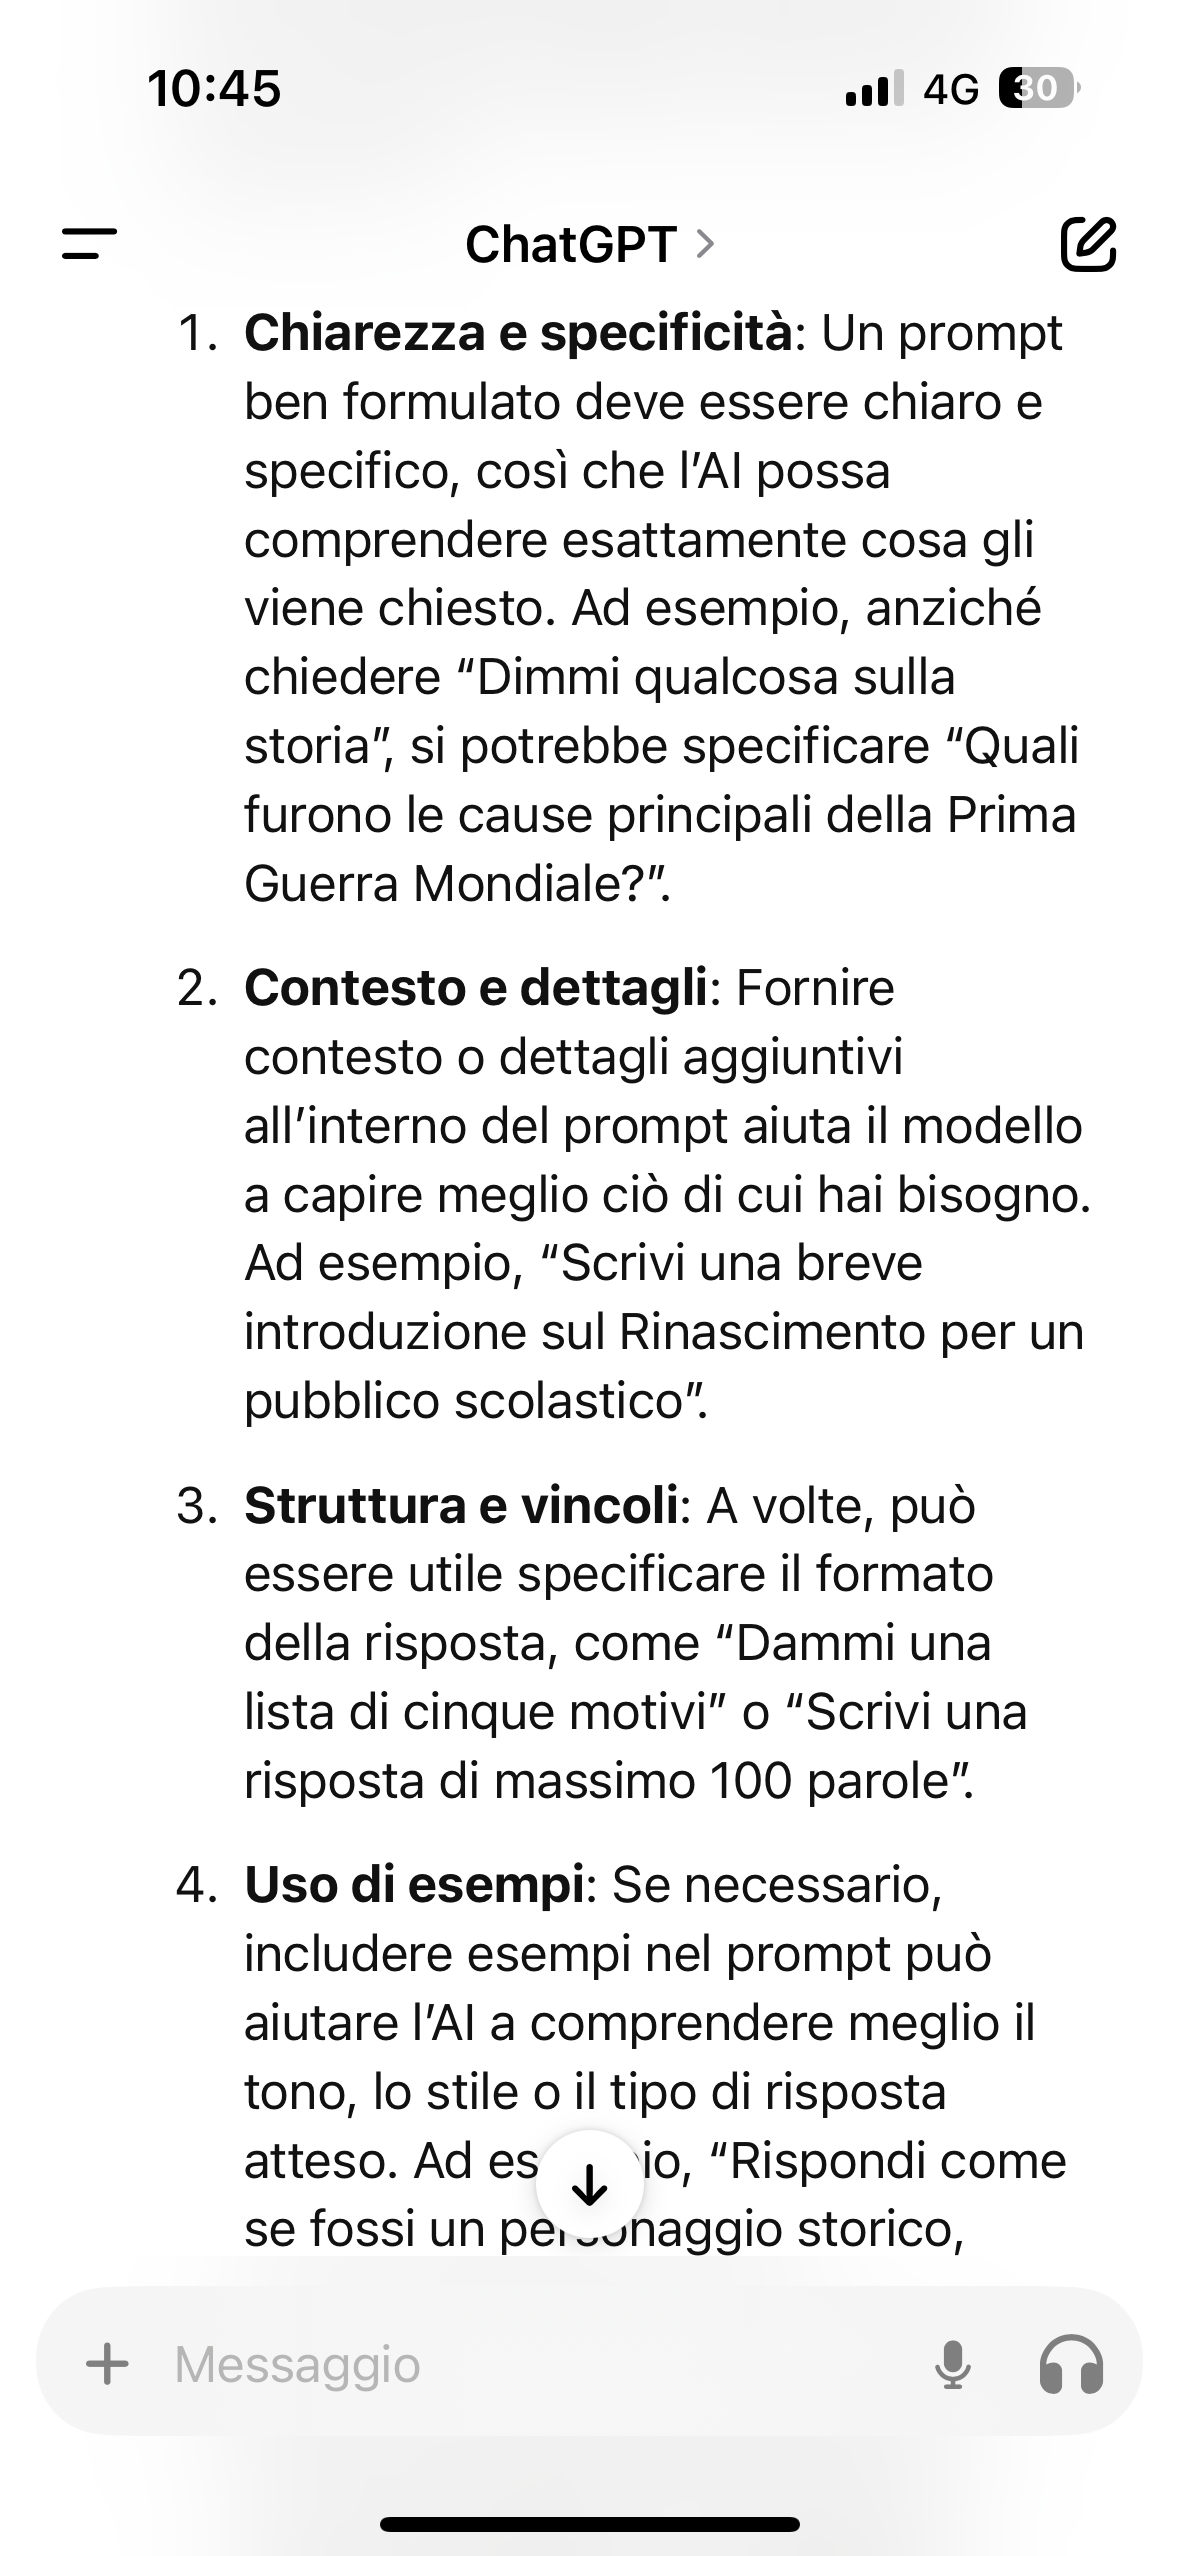 10:45
4G
30
ChatGPT
1. Chiarezza e specificità: Un prompt
ben formulato deve essere chiaro e
specifico, così che l’AI possa
comprendere esattamente cosa gli
viene chiesto. Ad esempio, anziché
chiedere “Dimmi qualcosa sulla
storia”, si potrebbe specificare “Quali
furono le cause principali della Prima
Guerra Mondiale?”.
2. Contesto e dettagli: Fornire
contesto o dettagli aggiuntivi
all’interno del prompt aiuta il modello
a capire meglio ciò di cui hai bisogno.
Ad esempio, “Scrivi una breve
introduzione sul Rinascimento per un
pubblico scolastico”.
3. Struttura e vincoli: A volte, può
essere utile specificare il formato
della risposta, come “Dammi una
lista di cinque motivi” o “Scrivi una
risposta di massimo 100 parole”.
4. Uso di esempi: Se necessario,
includere esempi nel prompt può
aiutare l’AI a comprendere meglio il
tono, lo stile o il tipo di risposta
atteso. Ad esempio, “Rispondi come
se fossi un personaggio storico,
Messaggio